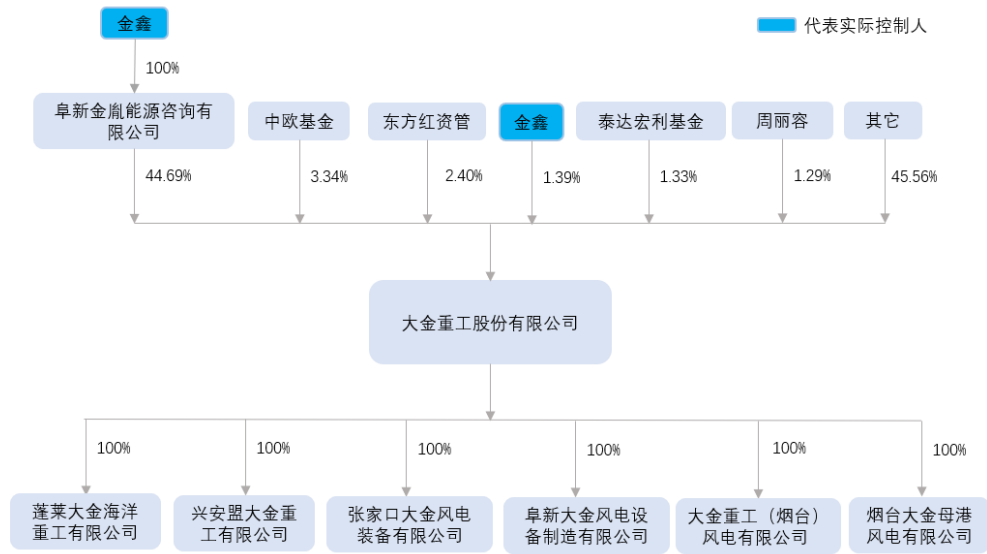 金鑫
代表实际控制人
100%
阜新金胤能源咨询有
限公司
中欧基金
东方红资管
金鑫
泰达宏利基金
周丽容
其它
44.69%
3.34%
2.40%
1.39%
1.33%
1.29%
45.56%
大金重工股份有限公司
100%
100%
100%
100%
100%
100%
蓬莱大金海洋
重工有限公司
兴安盟大金重
工有限公司
张家口大金风电
装备有限公司
阜新大金风电设
备制造有限公司
大金重工（烟台）
风电有限公司
烟台大金母港
风电有限公司